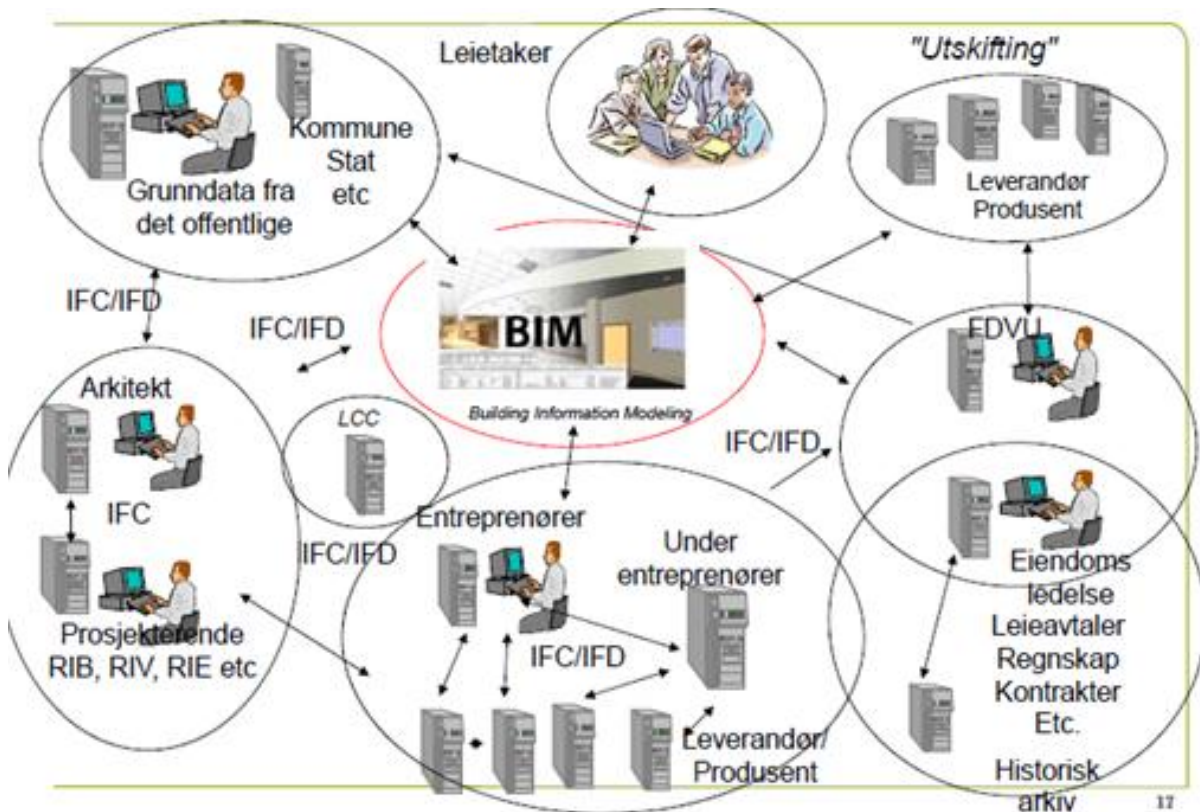 Leietaker
"Utskifting"
Kommune
Stat
etc
Grunndata fra
det offentlige
Leverandør
Produsent
IFC/IFD
IFC/IFD
BIM
Building Information Modeling
FDVU
Arkitekt
LCC
IFC/IFD
IFC
Entreprenører
IFC/IFD
Under
entreprenører
Prosjekterende
RIB, RIV, RIE etc
IFC/IFD
Eiendoms
ledelse
Leieavtaler
Regnskap
Kontrakter
Etc.
Leverandør/
Produsent
Historisk
arkiv
17